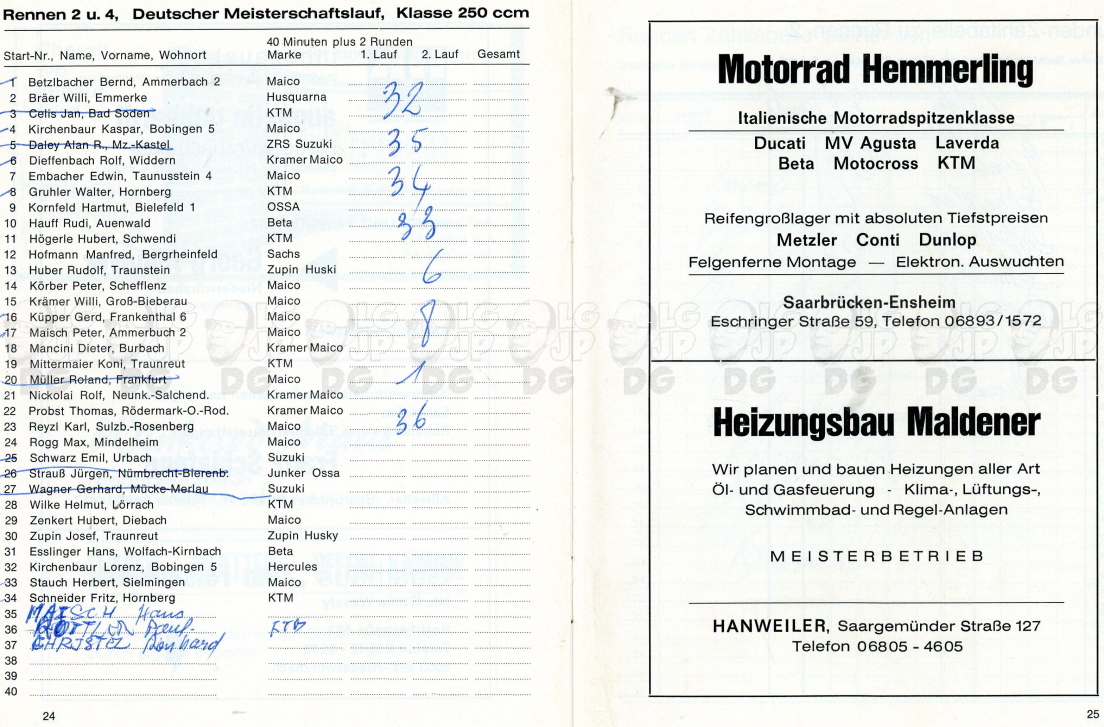 Rennen 2 u. 4, Deutscher Meisterschaftslauf, Klasse 250 ccm
40 Minuten plus 2 Runden
Start-Nr., Name, Vorname, Wohnort Marke 1. Lauf 2. Lauf Gesamt
1 Betzlbacher Bernd, Ammerbach 2 Maico
2 Bräer Willi, Emmerke Husquarna 32
3 Celis Jan, Bad Soden KTM
4 Kirchenbaur Kaspar, Bobingen 5 Maico
5 Daley Alan R., Mz.-Kastel ZRS Suzuki 35
6 Dieffenbach Rolf, Widdern Kramer Maico
7 Embacher Edwin, Taunusstein 4 Maico
8 Gruhler Walter, Hornberg KTM 34
9 Kornfeld Hartmut, Bielefeld 1 OSSA
10 Hauff Rudi, Auenwald Beta 33
11 Högerle Hubert, Schwendi KTM
12 Hofmann Manfred, Bergrheinfeld Sachs
13 Huber Rudolf, Traunstein Zupin Huski 6
14 Körber Peter, Schefflenz Maico
15 Krämer Willi, Groß-Bieberau Maico
16 Küpper Gerd, Frankenthal 6 Maico
17 Maisch Peter, Ammerbuch 2 Maico 8
18 Mancini Dieter, Burbach Kramer Maico
19 Mittermaier Koni, Traunreut KTM
20 Müller Roland, Frankfurt Maico 1
21 Nickolai Rolf, Neunk.-Salchend. Kramer Maico
22 Probst Thomas, Rödermark-O.-Rod. Kramer Maico
23 Reyzl Karl, Sulzb.-Rosenberg Maico 36
24 Rogg Max, Mindelheim Maico
25 Schwarz Emil, Urbach Suzuki
26 Strauß Jürgen, Nümbrecht-Bierenb. Junker Ossa
27 Wagner Gerhard, Mücke-Merlau Suzuki
28 Wilke Helmut, Lörrach KTM
29 Zenkert Hubert, Diebach Maico
30 Zupin Josef, Traunreut Zupin Husky
31 Esslinger Hans, Wolfach-Kirnbach Beta
32 Kirchenbaur Lorenz, Bobingen 5 Hercules
33 Stauch Herbert, Sielmingen Maico
34 Schneider Fritz, Hornberg KTM
35 MAISCH Hans
36 KTM
37 CHRISTEL
38
39
40
24
Motorrad Hemmerling
Italienische Motorradspitzenklasse
Ducati MV Agusta Laverda
Beta Motocross KTM
Reifengroßlager mit absoluten Tiefstpreisen
Metzler Conti Dunlop
Felgenferne Montage — Elektron. Auswuchten
Saarbrücken-Ensheim
Eschringer Straße 59, Telefon 06893/1572
Heizungsbau Maldener
Wir planen und bauen Heizungen aller Art
Öl- und Gasfeuerung - Klima-, Lüftungs-,
Schwimmbad- und Regel-Anlagen
MEISTERBETRIEB
HANWEILER, Saargemünder Straße 127
Telefon 06805 - 4605
25